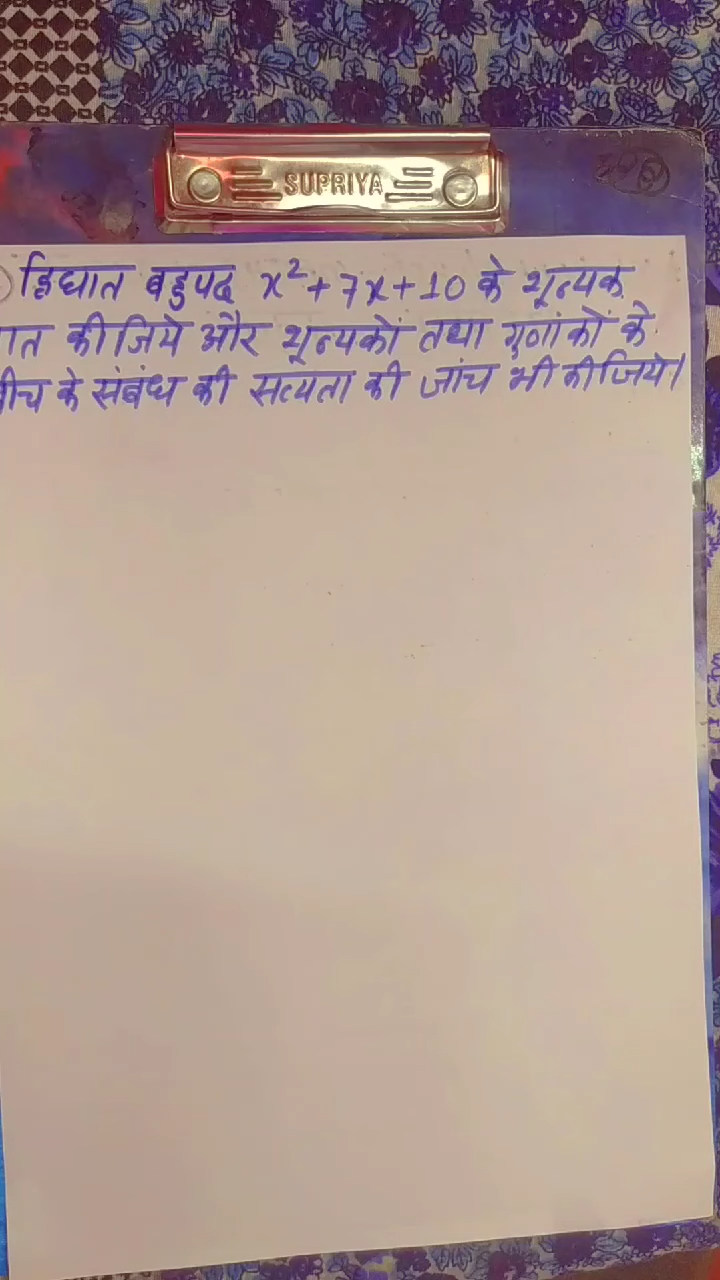 SUPRIYA
द्विघात बहुपद x²+7x+10 के शून्यक
ात कीजिये और शून्यकों तथा गुणांकों के
ीच के संबंध की सत्यता की जांच भी कीजिये।